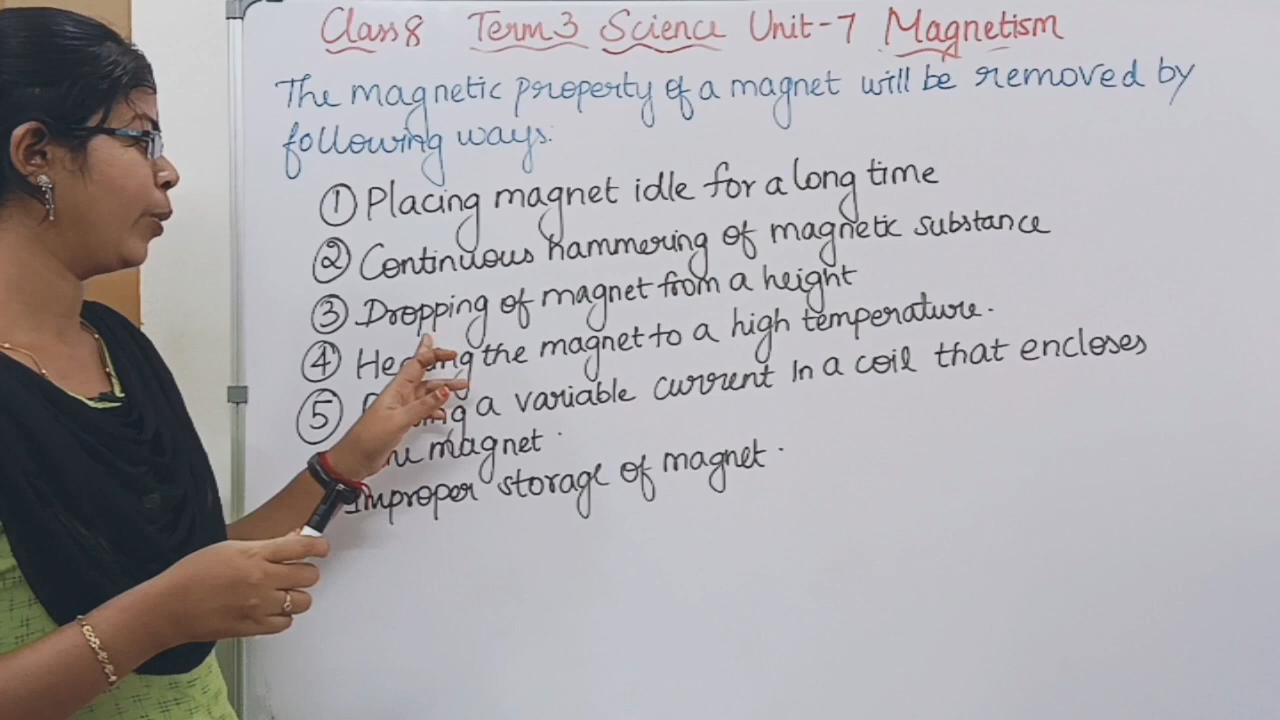 Class 8 Term 3 Science Unit-7 Magnetism
The magnetic property of a magnet will be removed by
following ways:
① Placing magnet idle for a long time
② Continuous hammering of magnetic substance
③ Dropping of magnet from a height
④ Heating the magnet to a high temperature.
⑤ a variable current In a coil that encloses
magnet.
Improper storage of magnet.